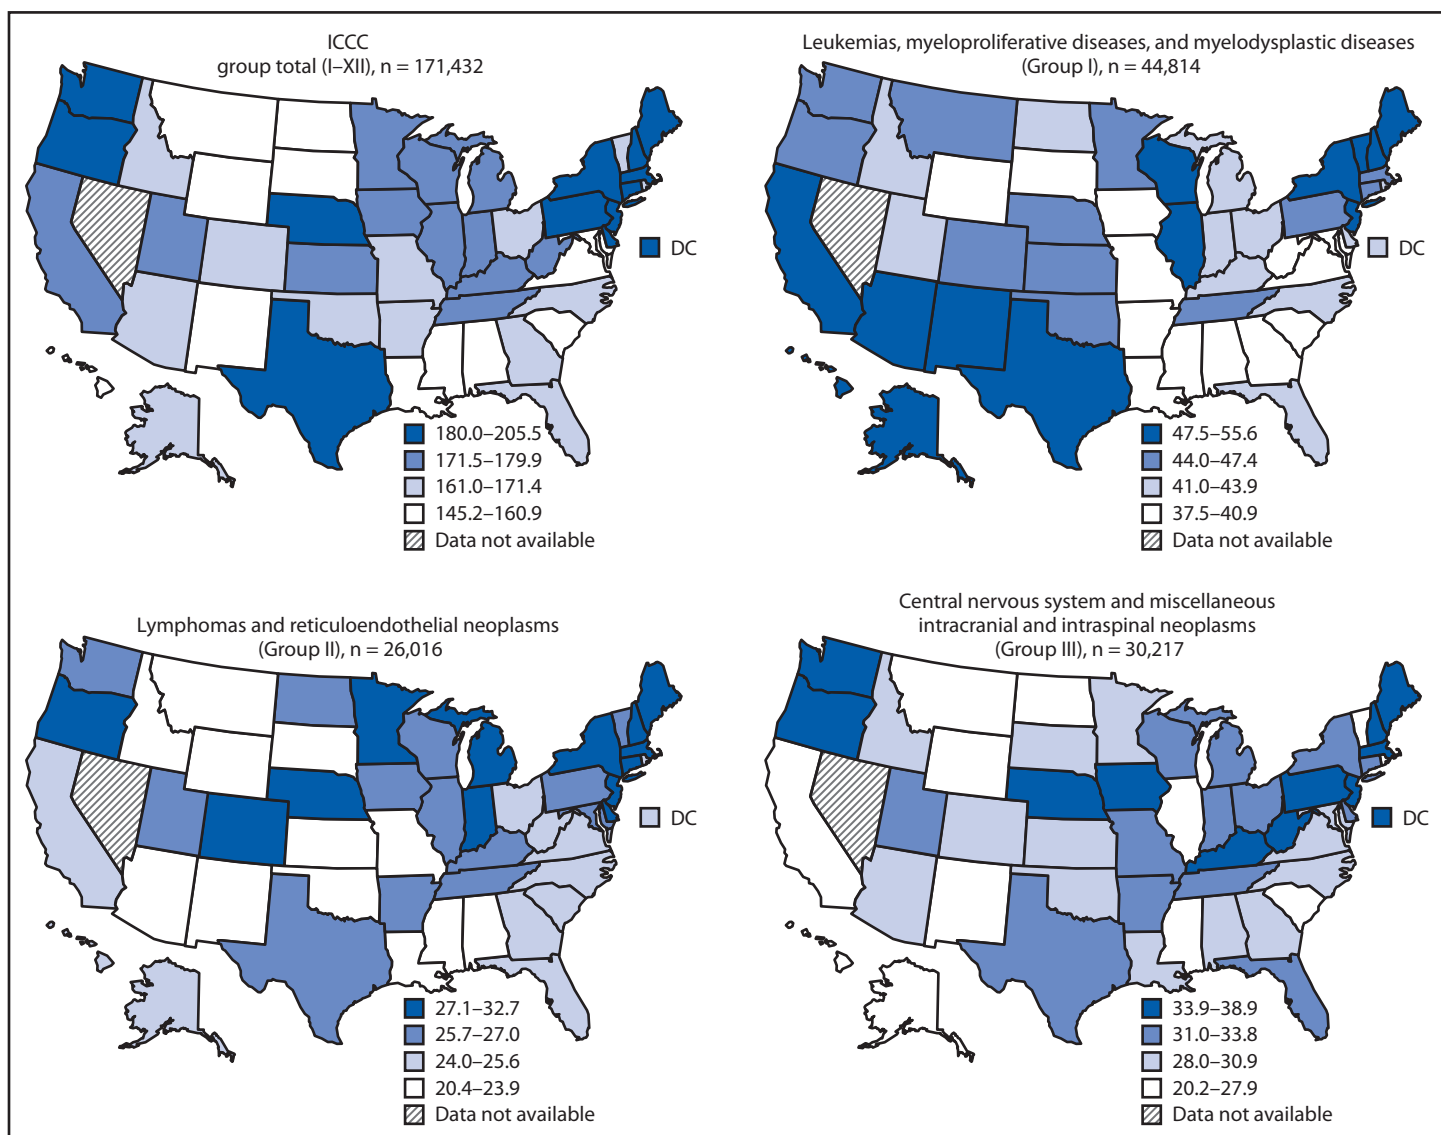 ICCC
group total (I–XII), n = 171,432
DC
180.0–205.5
171.5–179.9
161.0–171.4
145.2–160.9
Data not available
Leukemias, myeloproliferative diseases, and myelodysplastic diseases
(Group I), n = 44,814
DC
47.5–55.6
44.0–47.4
41.0–43.9
37.5–40.9
Data not available
Lymphomas and reticuloendothelial neoplasms
(Group II), n = 26,016
DC
27.1–32.7
25.7–27.0
24.0–25.6
20.4–23.9
Data not available
Central nervous system and miscellaneous
intracranial and intraspinal neoplasms
(Group III), n = 30,217
DC
33.9–38.9
31.0–33.8
28.0–30.9
20.2–27.9
Data not available